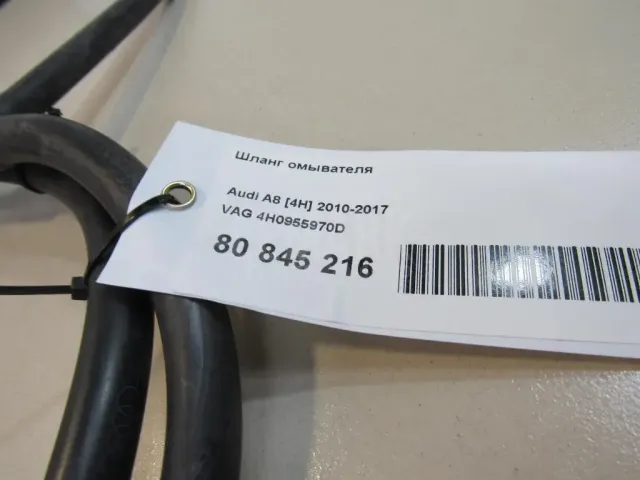 Шланг омывателя
Audi A8 [4H] 2010-2017
VAG 4H0955970D
80 845 216